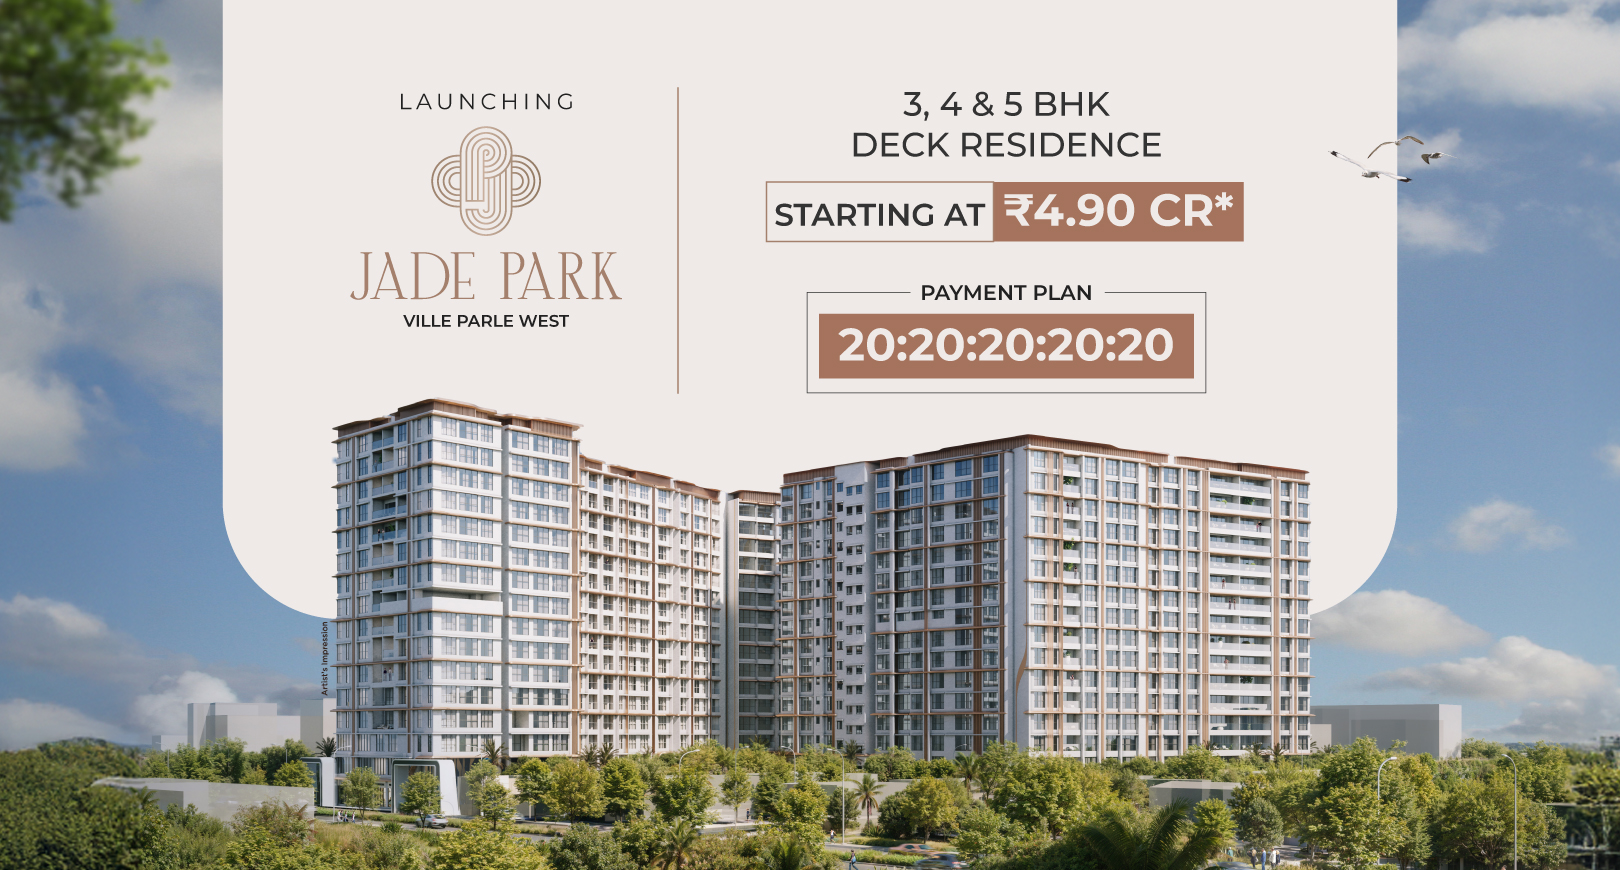 LAUNCHING
JADE PARK
VILLE PARLE WEST
3, 4 & 5 BHK
DECK RESIDENCE
STARTING AT ₹4.90 CR*
PAYMENT PLAN
20:20:20:20:20
Artist's Impression